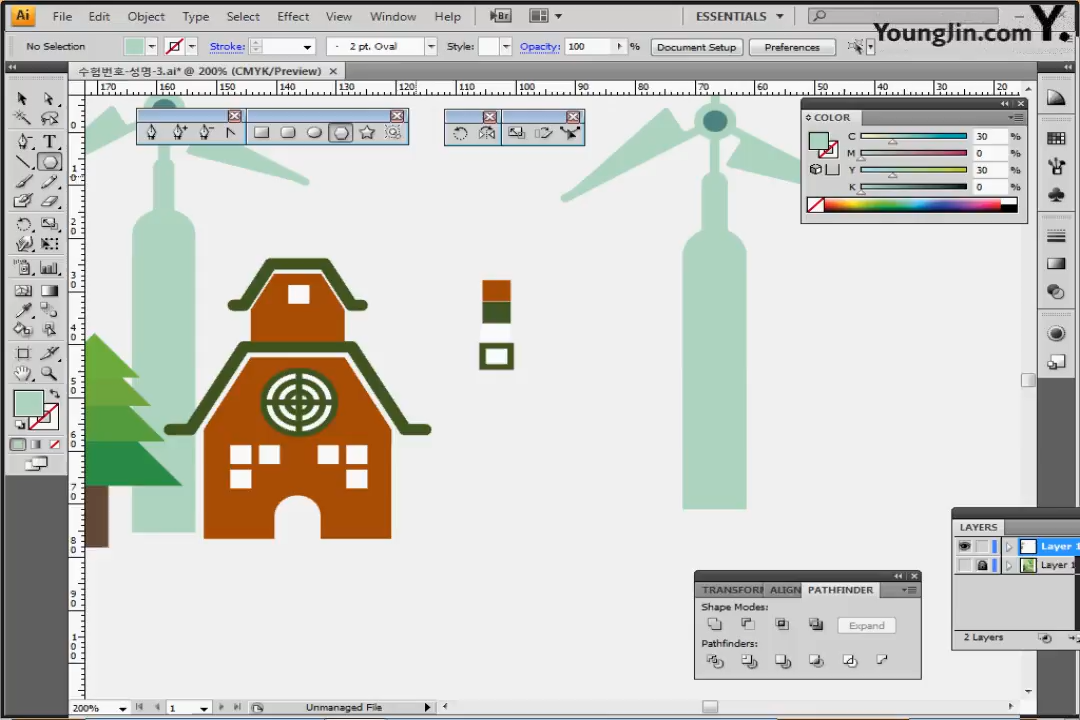 Ai File Edit Object Type Select Effect View Window Help Br ESSENTIALS
YoungJin.com Y.
No Selection Stroke: 2 pt. Oval Style: Opacity: 100 % Document Setup Preferences
수험번호-성명-3.ai* @ 200% (CMYK/Preview)
170 160 150 140 130 120 110 100 90 80 70 60 50 40 30 20
COLOR
C 30 %
M 0 %
Y 30 %
K 0 %
LAYERS
Layer 1
Layer 1
2 Layers
TRANSFORM ALIGN PATHFINDER
Shape Modes:
Expand
Pathfinders:
200% 1 Unmanaged File